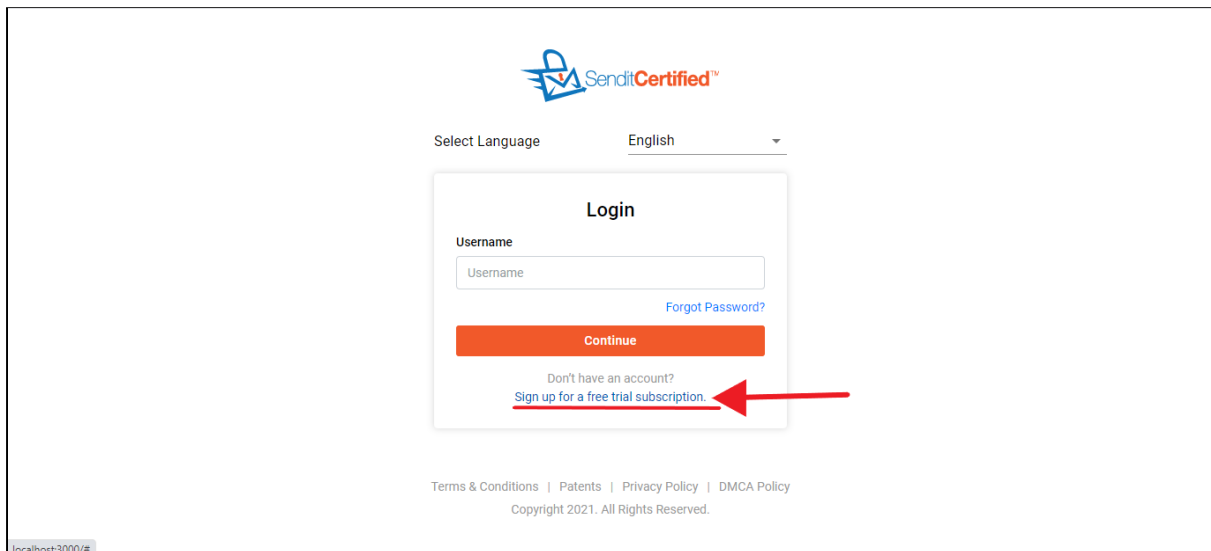 SenditCertified™
Select Language English
Login
Username
Username
Forgot Password?
Continue
Don't have an account?
Sign up for a free trial subscription.
Terms & Conditions | Patents | Privacy Policy | DMCA Policy
Copyright 2021. All Rights Reserved.
localhost:3000/#